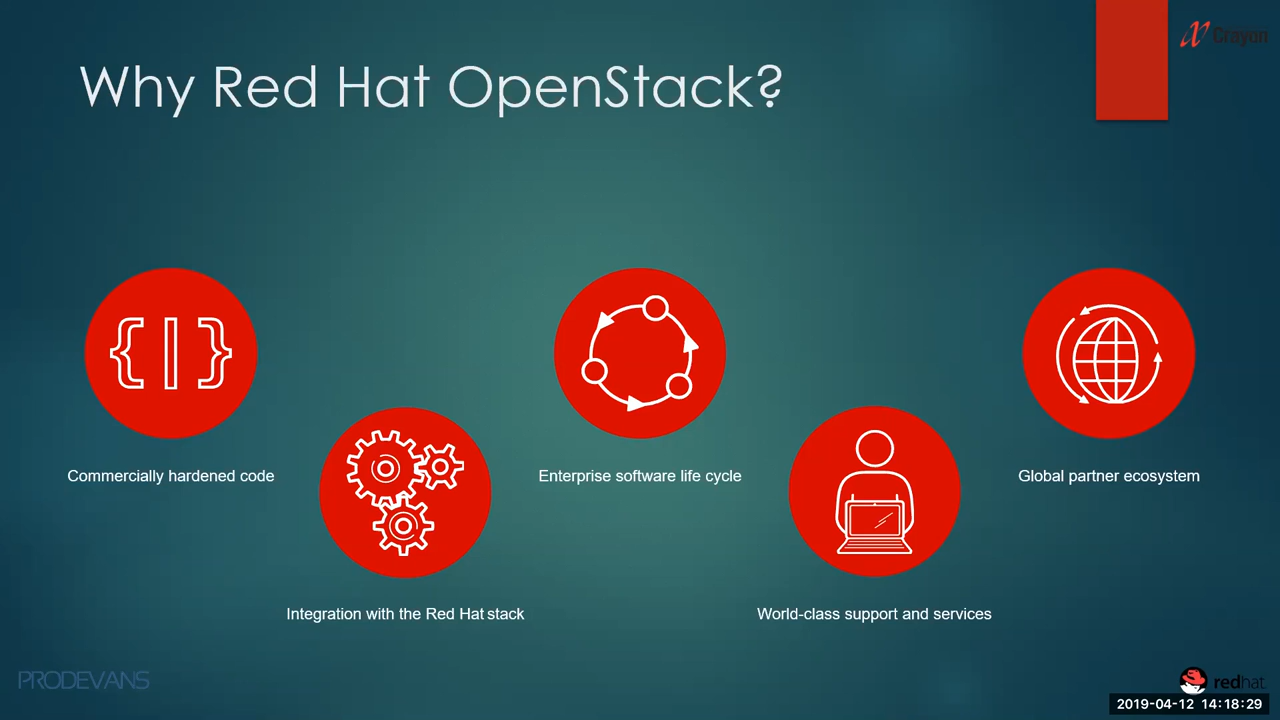 Crayon
Why Red Hat OpenStack?
Commercially hardened code
Enterprise software life cycle
Global partner ecosystem
Integration with the Red Hat stack
World-class support and services
PRODEVANS
redhat.
2019-04-12 14:18:29